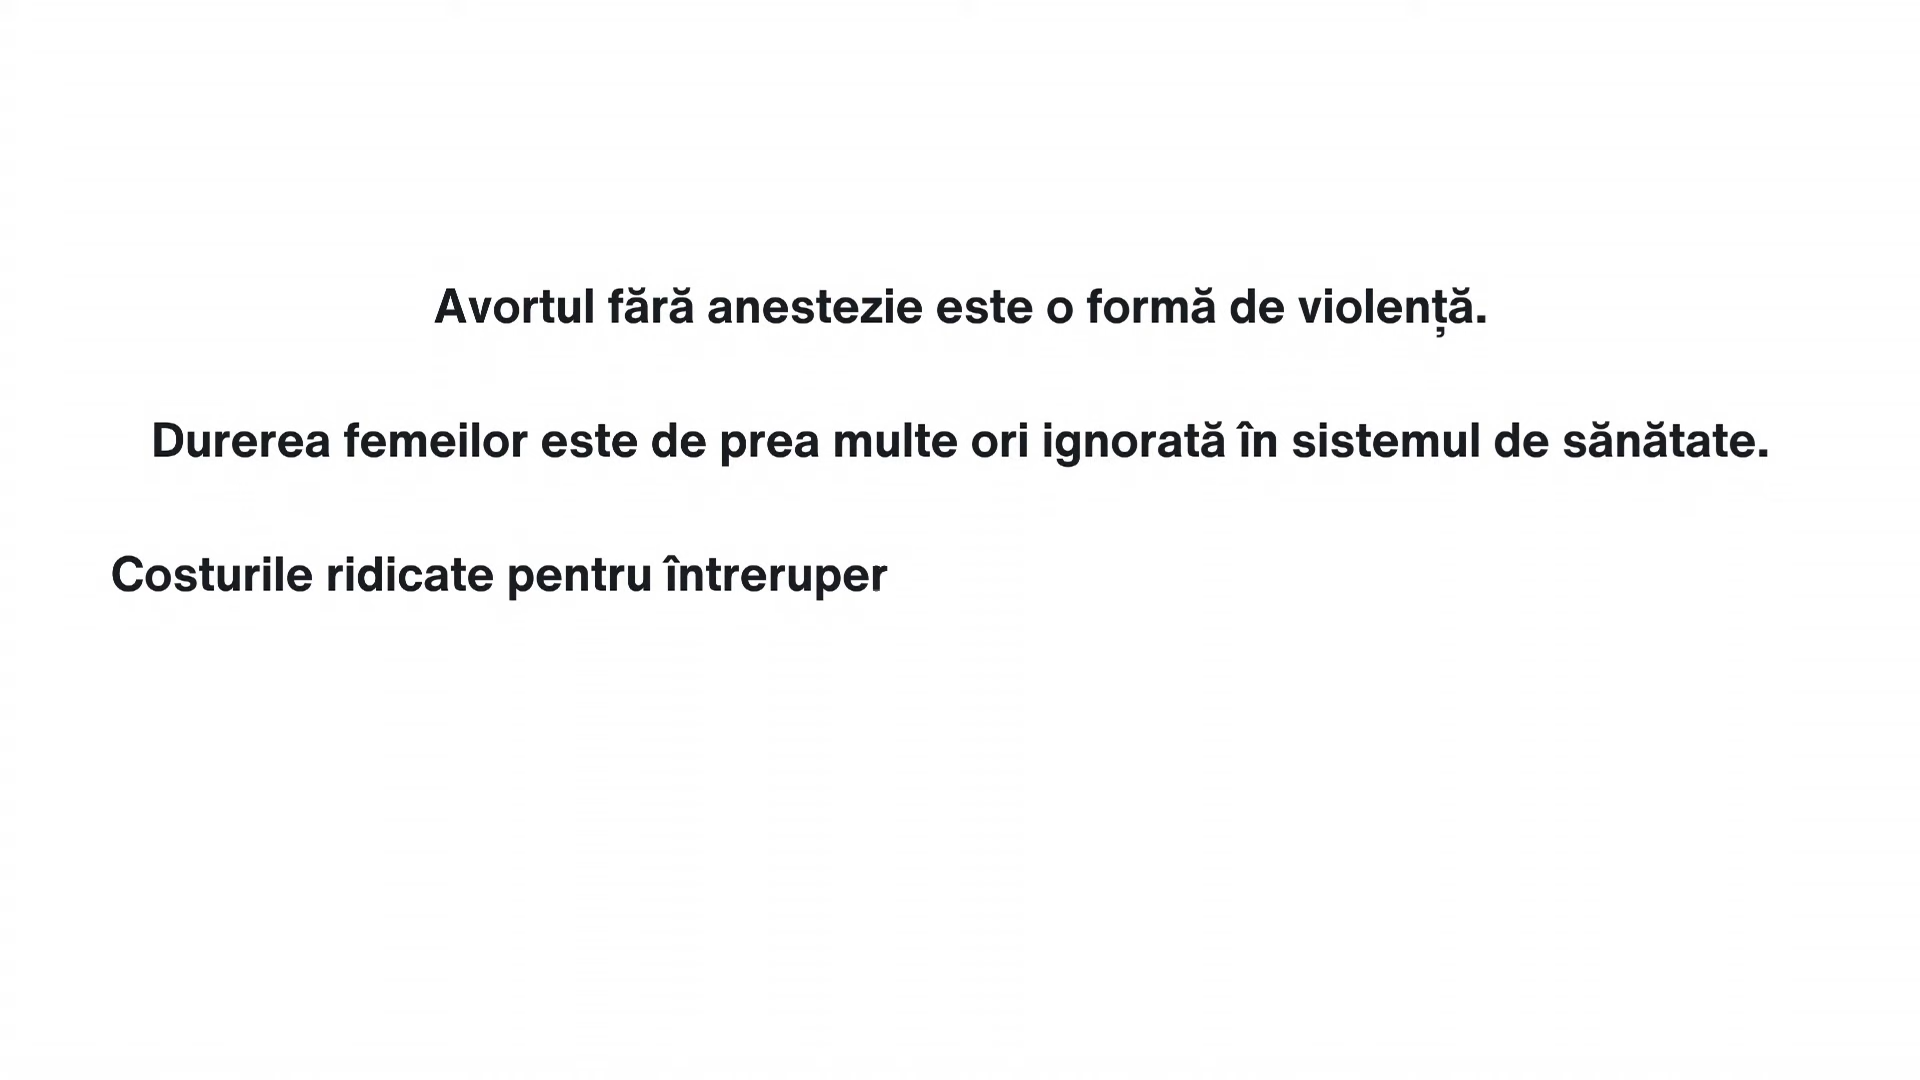 Avortul fără anestezie este o formă de violență.
Durerea femeilor este de prea multe ori ignorată în sistemul de sănătate.
Costurile ridicate pentru întreruper